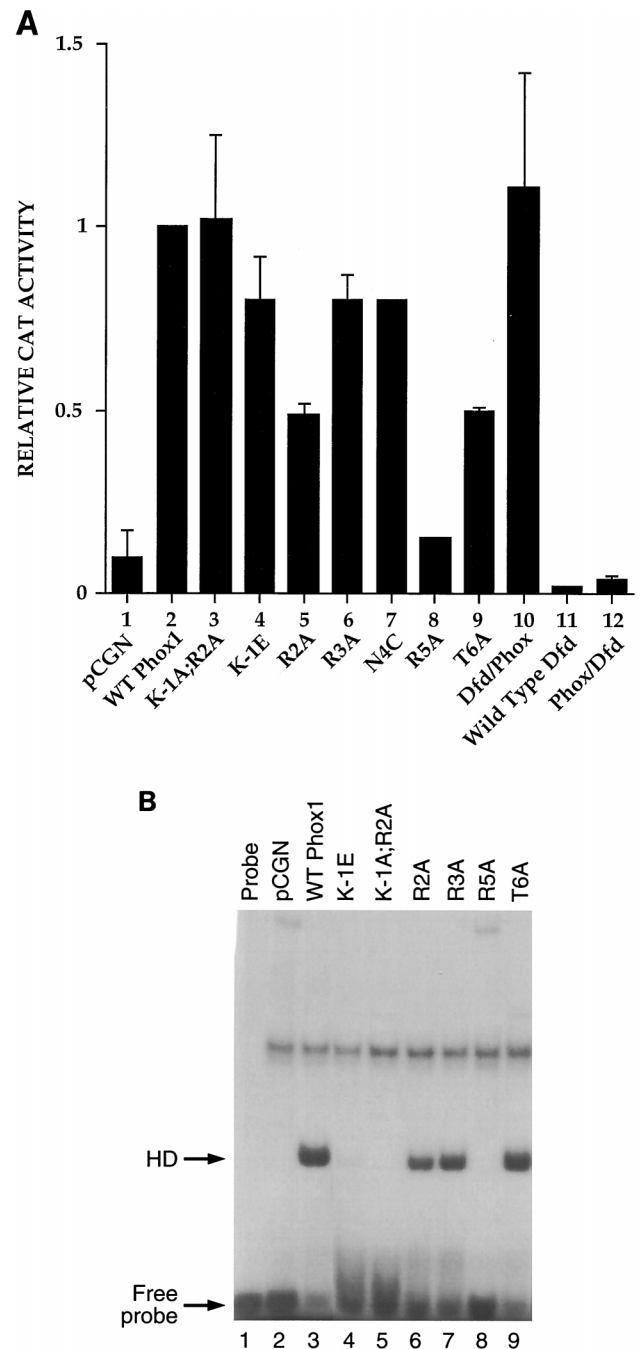 A
RELATIVE CAT ACTIVITY
1.5
1
0.5
0
1 2 3 4 5 6 7 8 9 10 11 12
pCGN
WT Phox1
K-1A;R2A
K-1E
R2A
R3A
N4C
R5A
T6A
Dfd/Phox
Wild Type Dfd
Phox/Dfd
B
Probe
pCGN
WT Phox1
K-1E
K-1A;R2A
R2A
R3A
R5A
T6A
HD
Free
probe
1 2 3 4 5 6 7 8 9